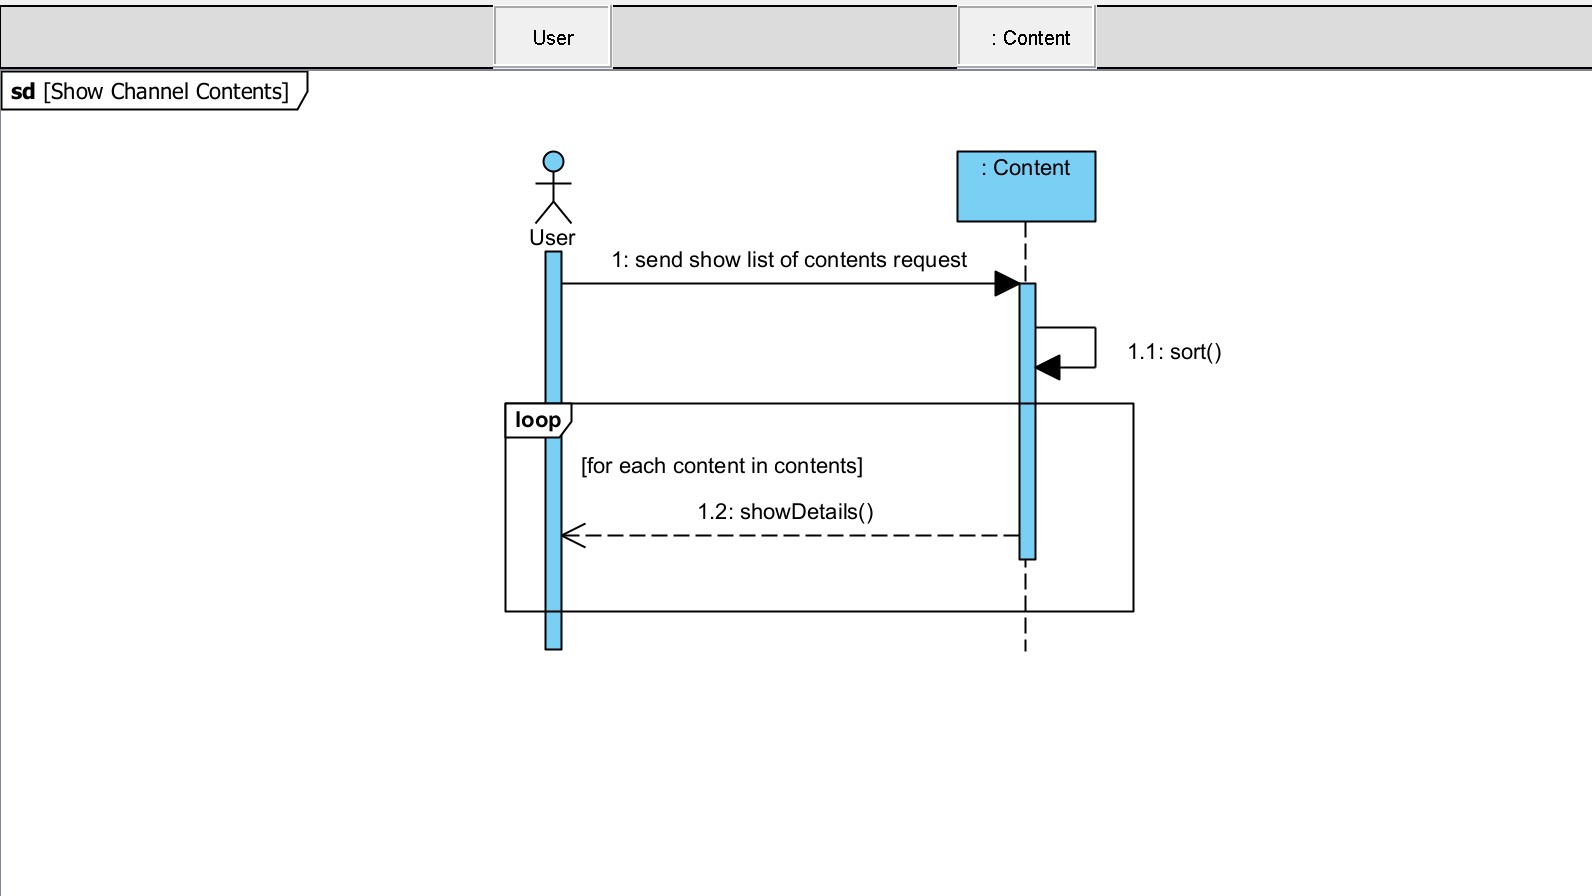 User
: Content
sd [Show Channel Contents]
: Content
User
1: send show list of contents request
1.1: sort()
loop
[for each content in contents]
1.2: showDetails()